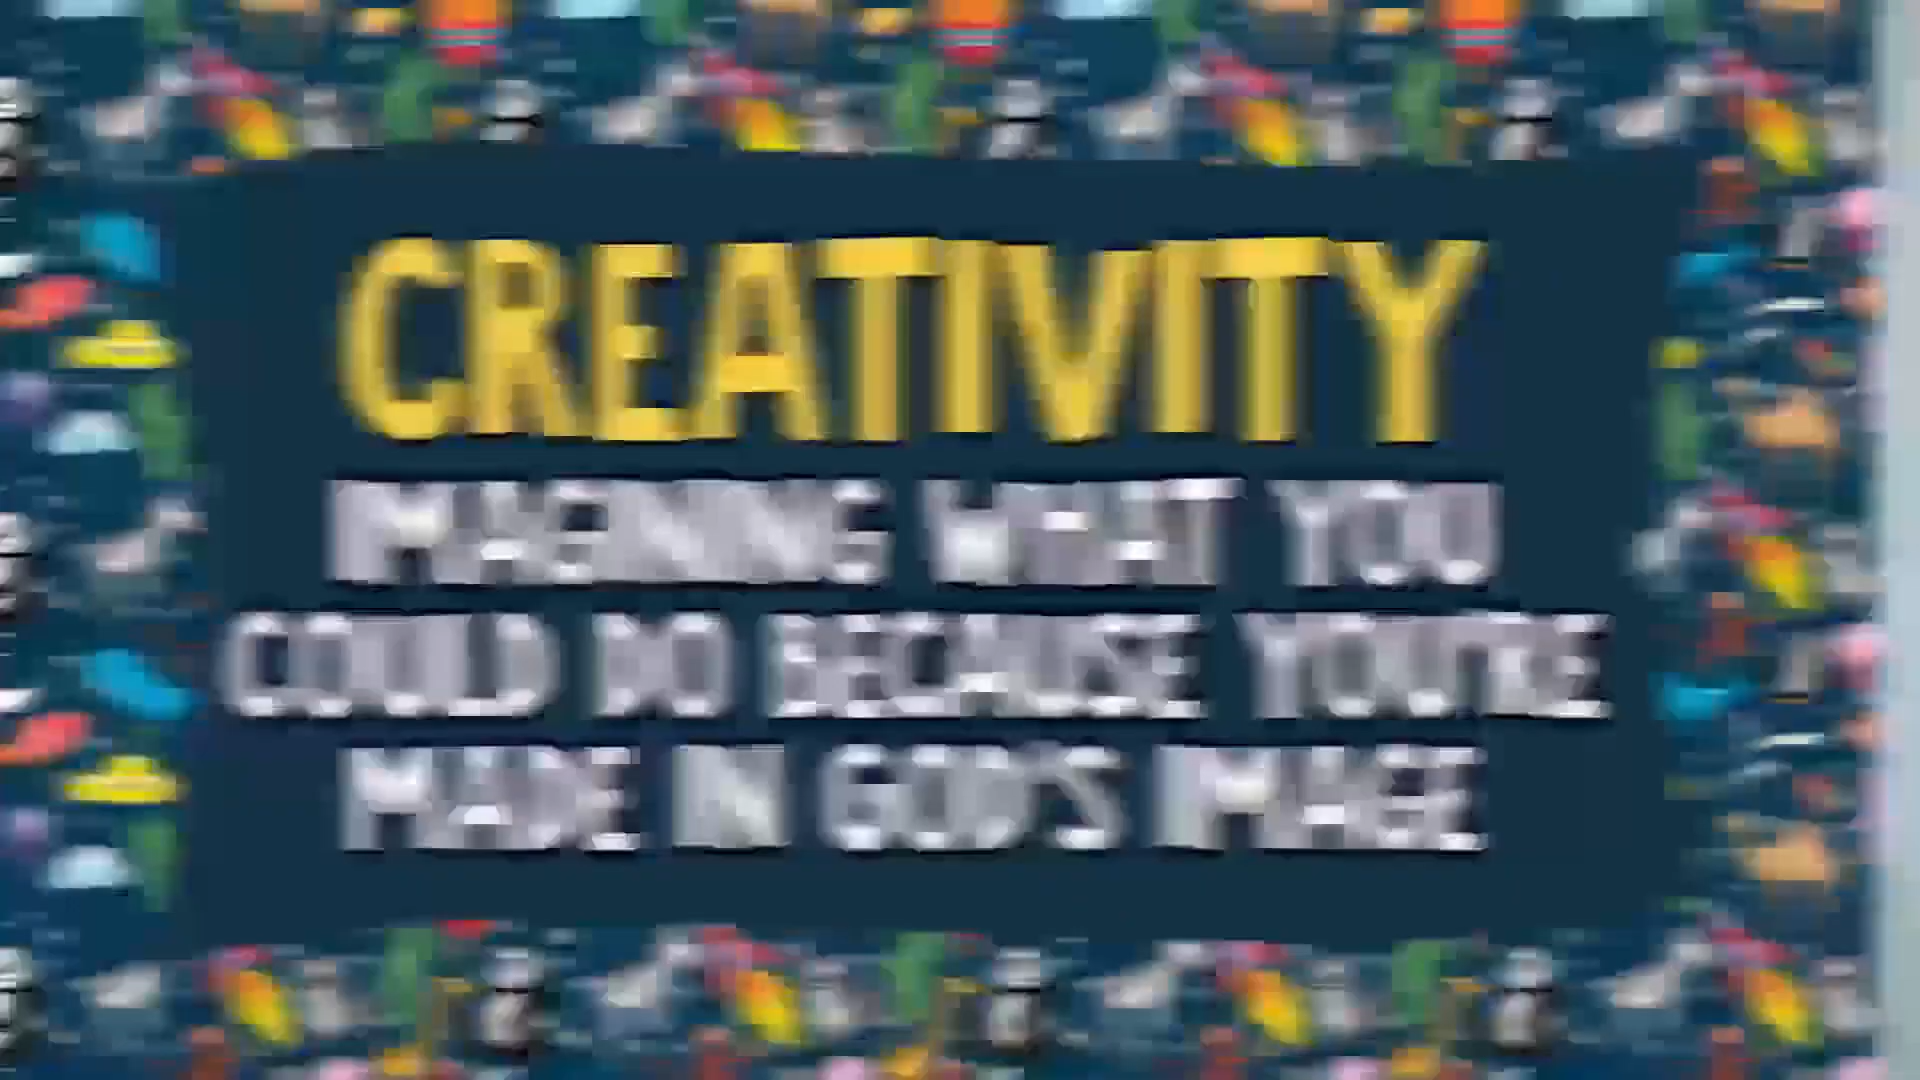 CREATIVITY
IMAGINING WHAT YOU
COULD DO BECAUSE YOU'RE
MADE IN GOD'S IMAGE